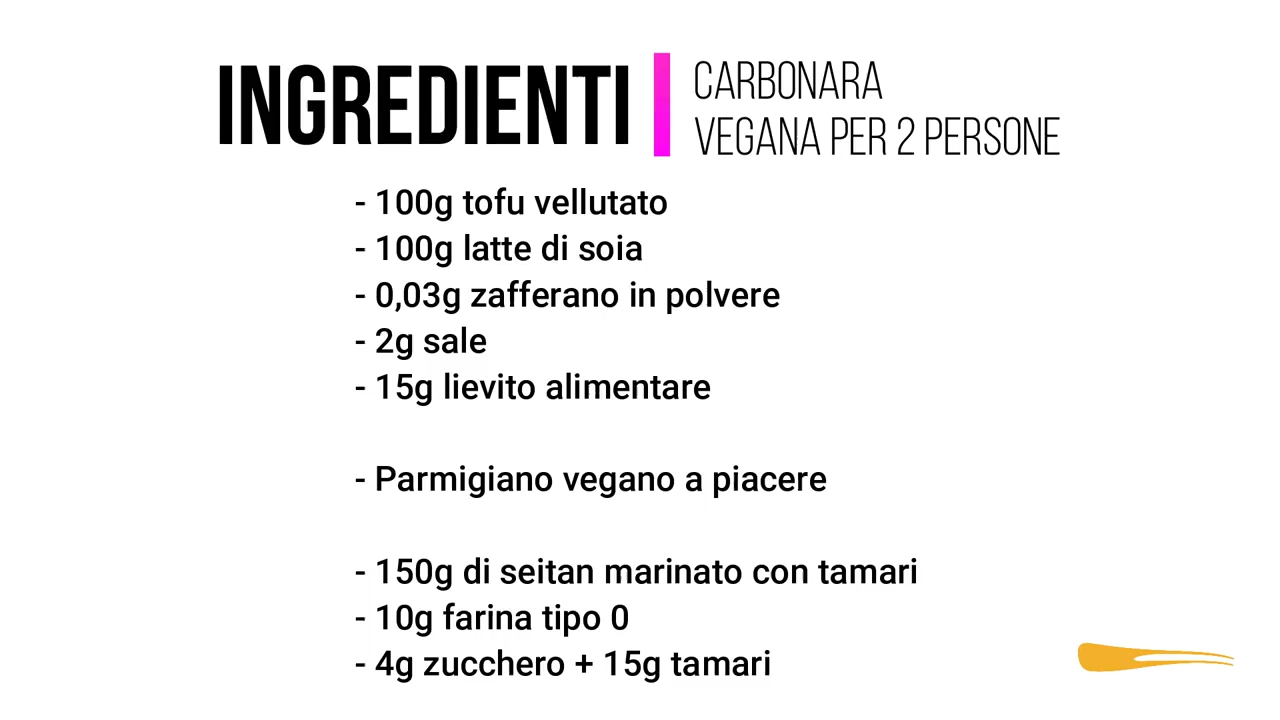 INGREDIENTI
CARBONARA
VEGANA PER 2 PERSONE
- 100g tofu vellutato
- 100g latte di soia
- 0,03g zafferano in polvere
- 2g sale
- 15g lievito alimentare
- Parmigiano vegano a piacere
- 150g di seitan marinato con tamari
- 10g farina tipo 0
- 4g zucchero + 15g tamari